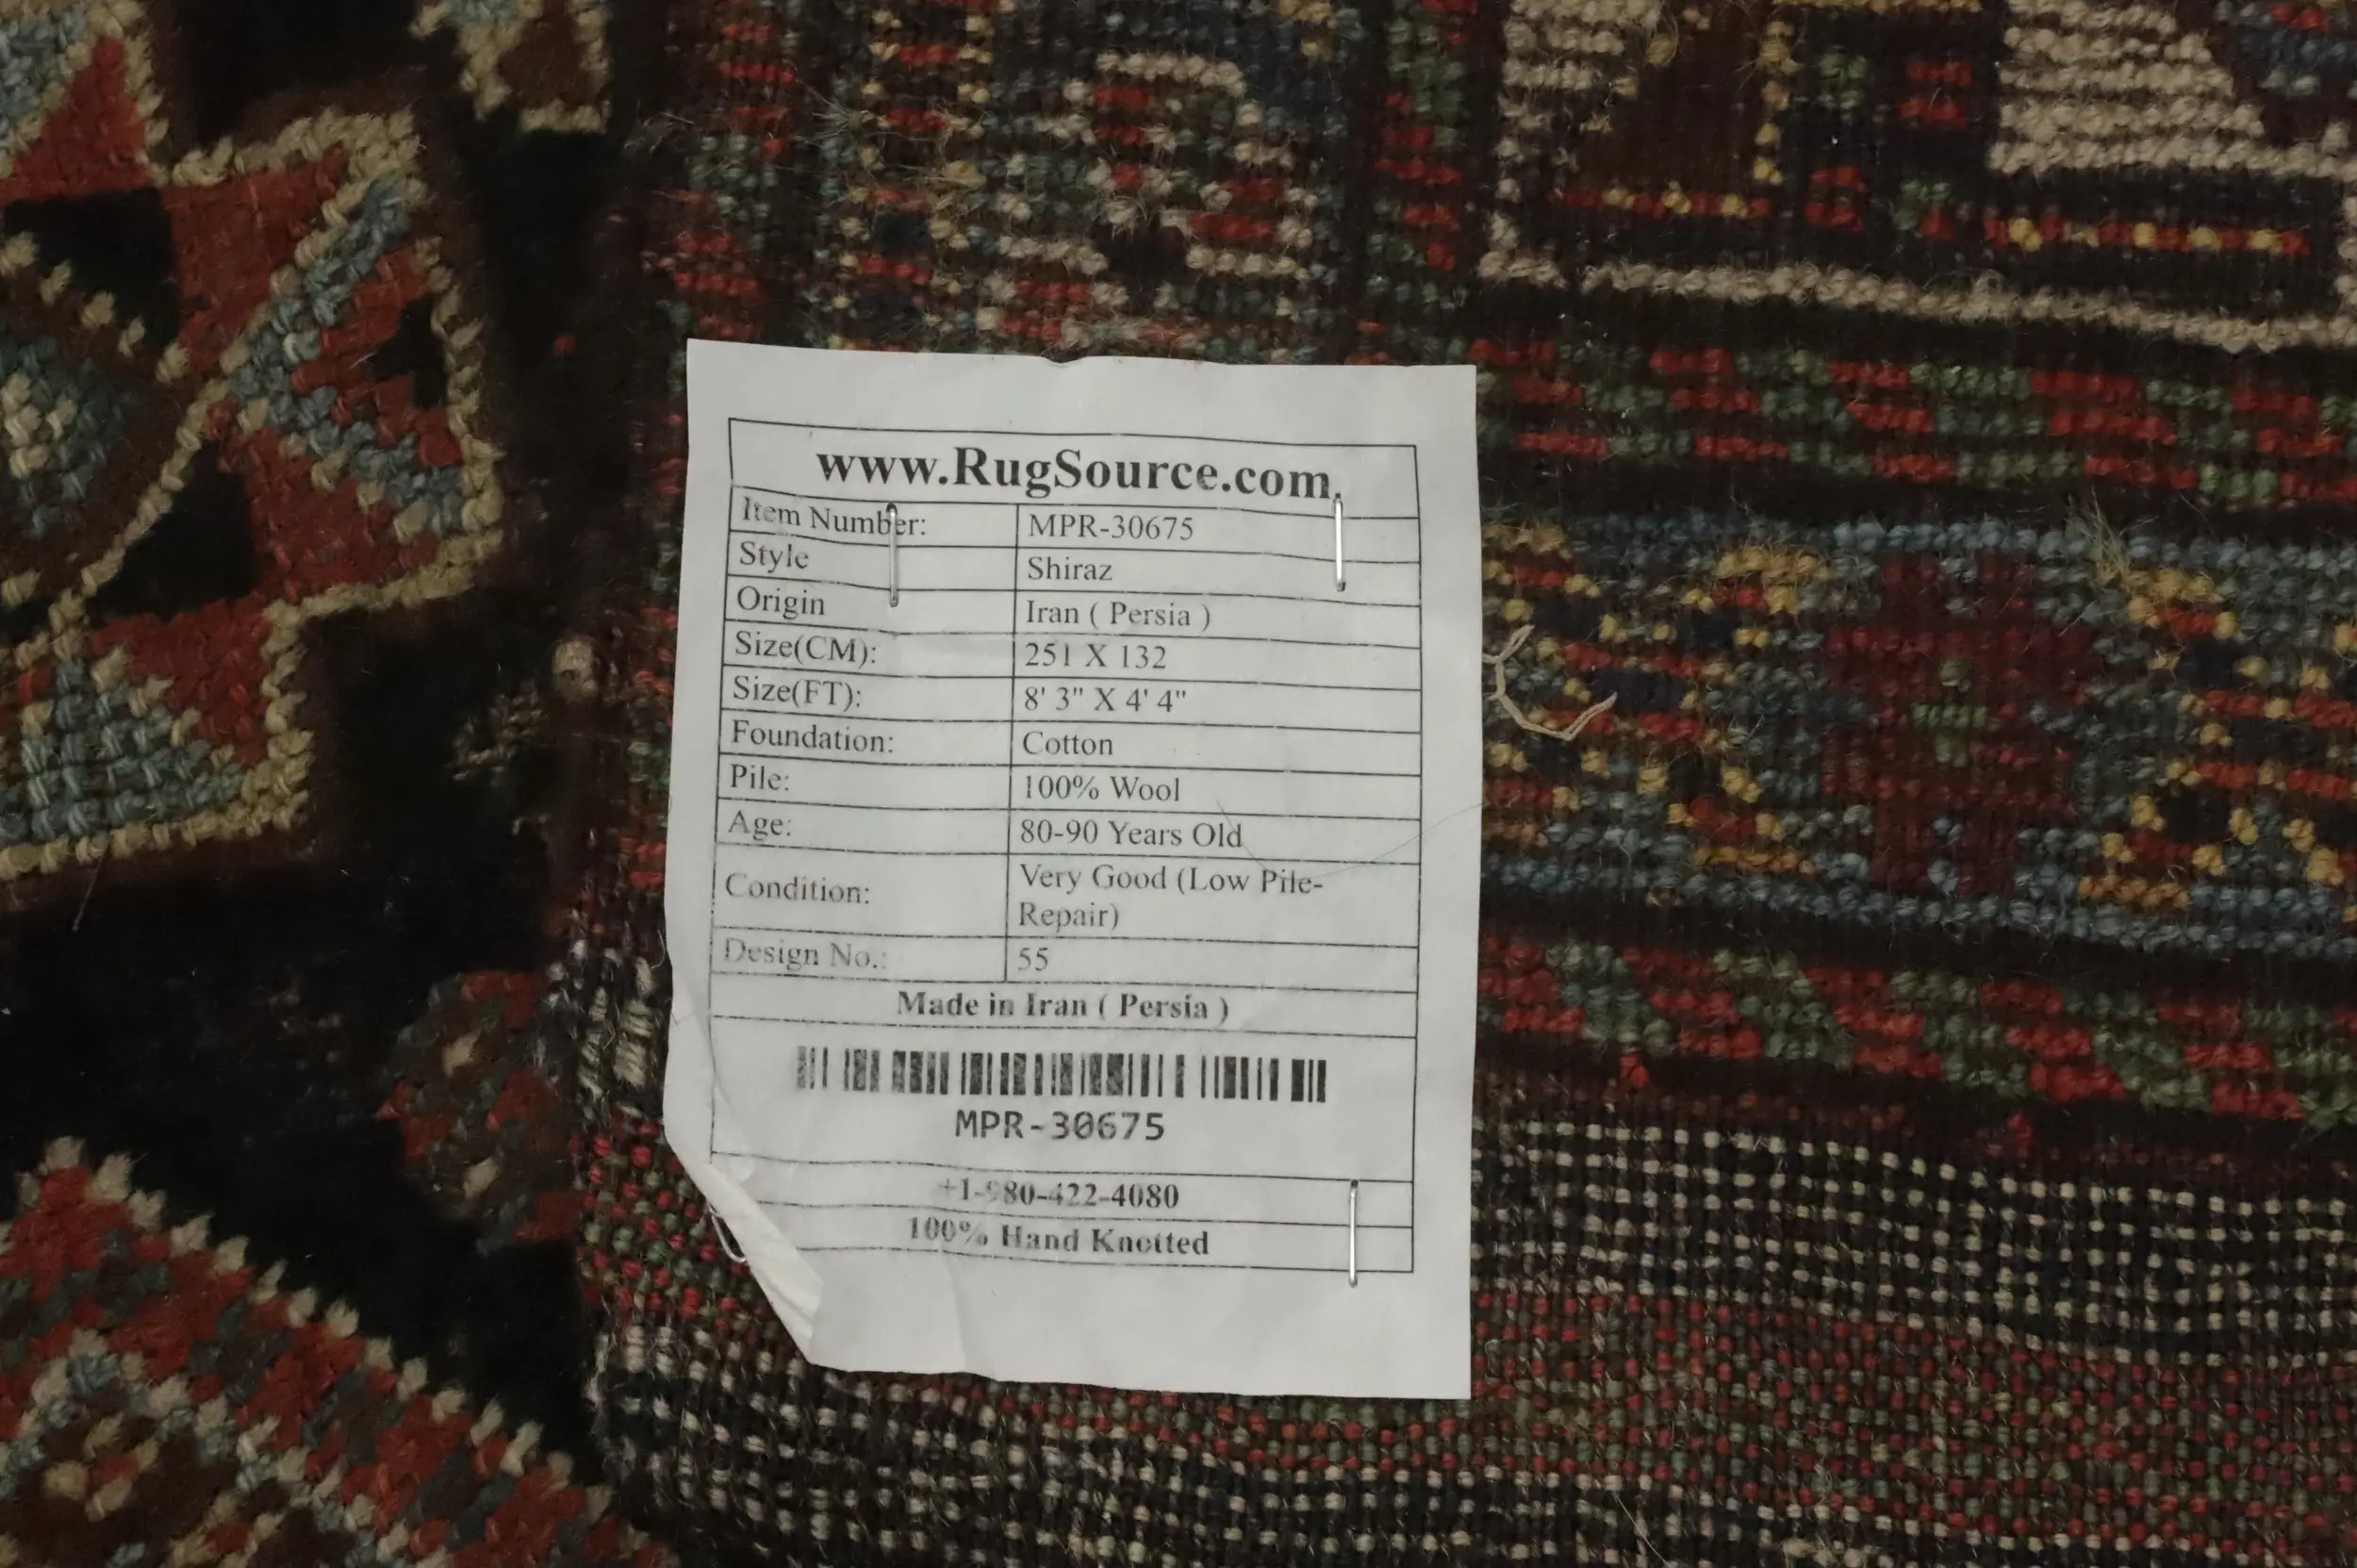 www.RugSource.com
Item Number: MPR-30675
Style Shiraz
Origin Iran ( Persia )
Size(CM): 251 X 132
Size(FT): 8' 3" X 4' 4"
Foundation: Cotton
Pile: 100% Wool
Age: 80-90 Years Old
Condition: Very Good (Low Pile-
Repair)
Design No.: 55
Made in Iran ( Persia )
MPR-30675
+1-980-422-4080
100% Hand Knotted